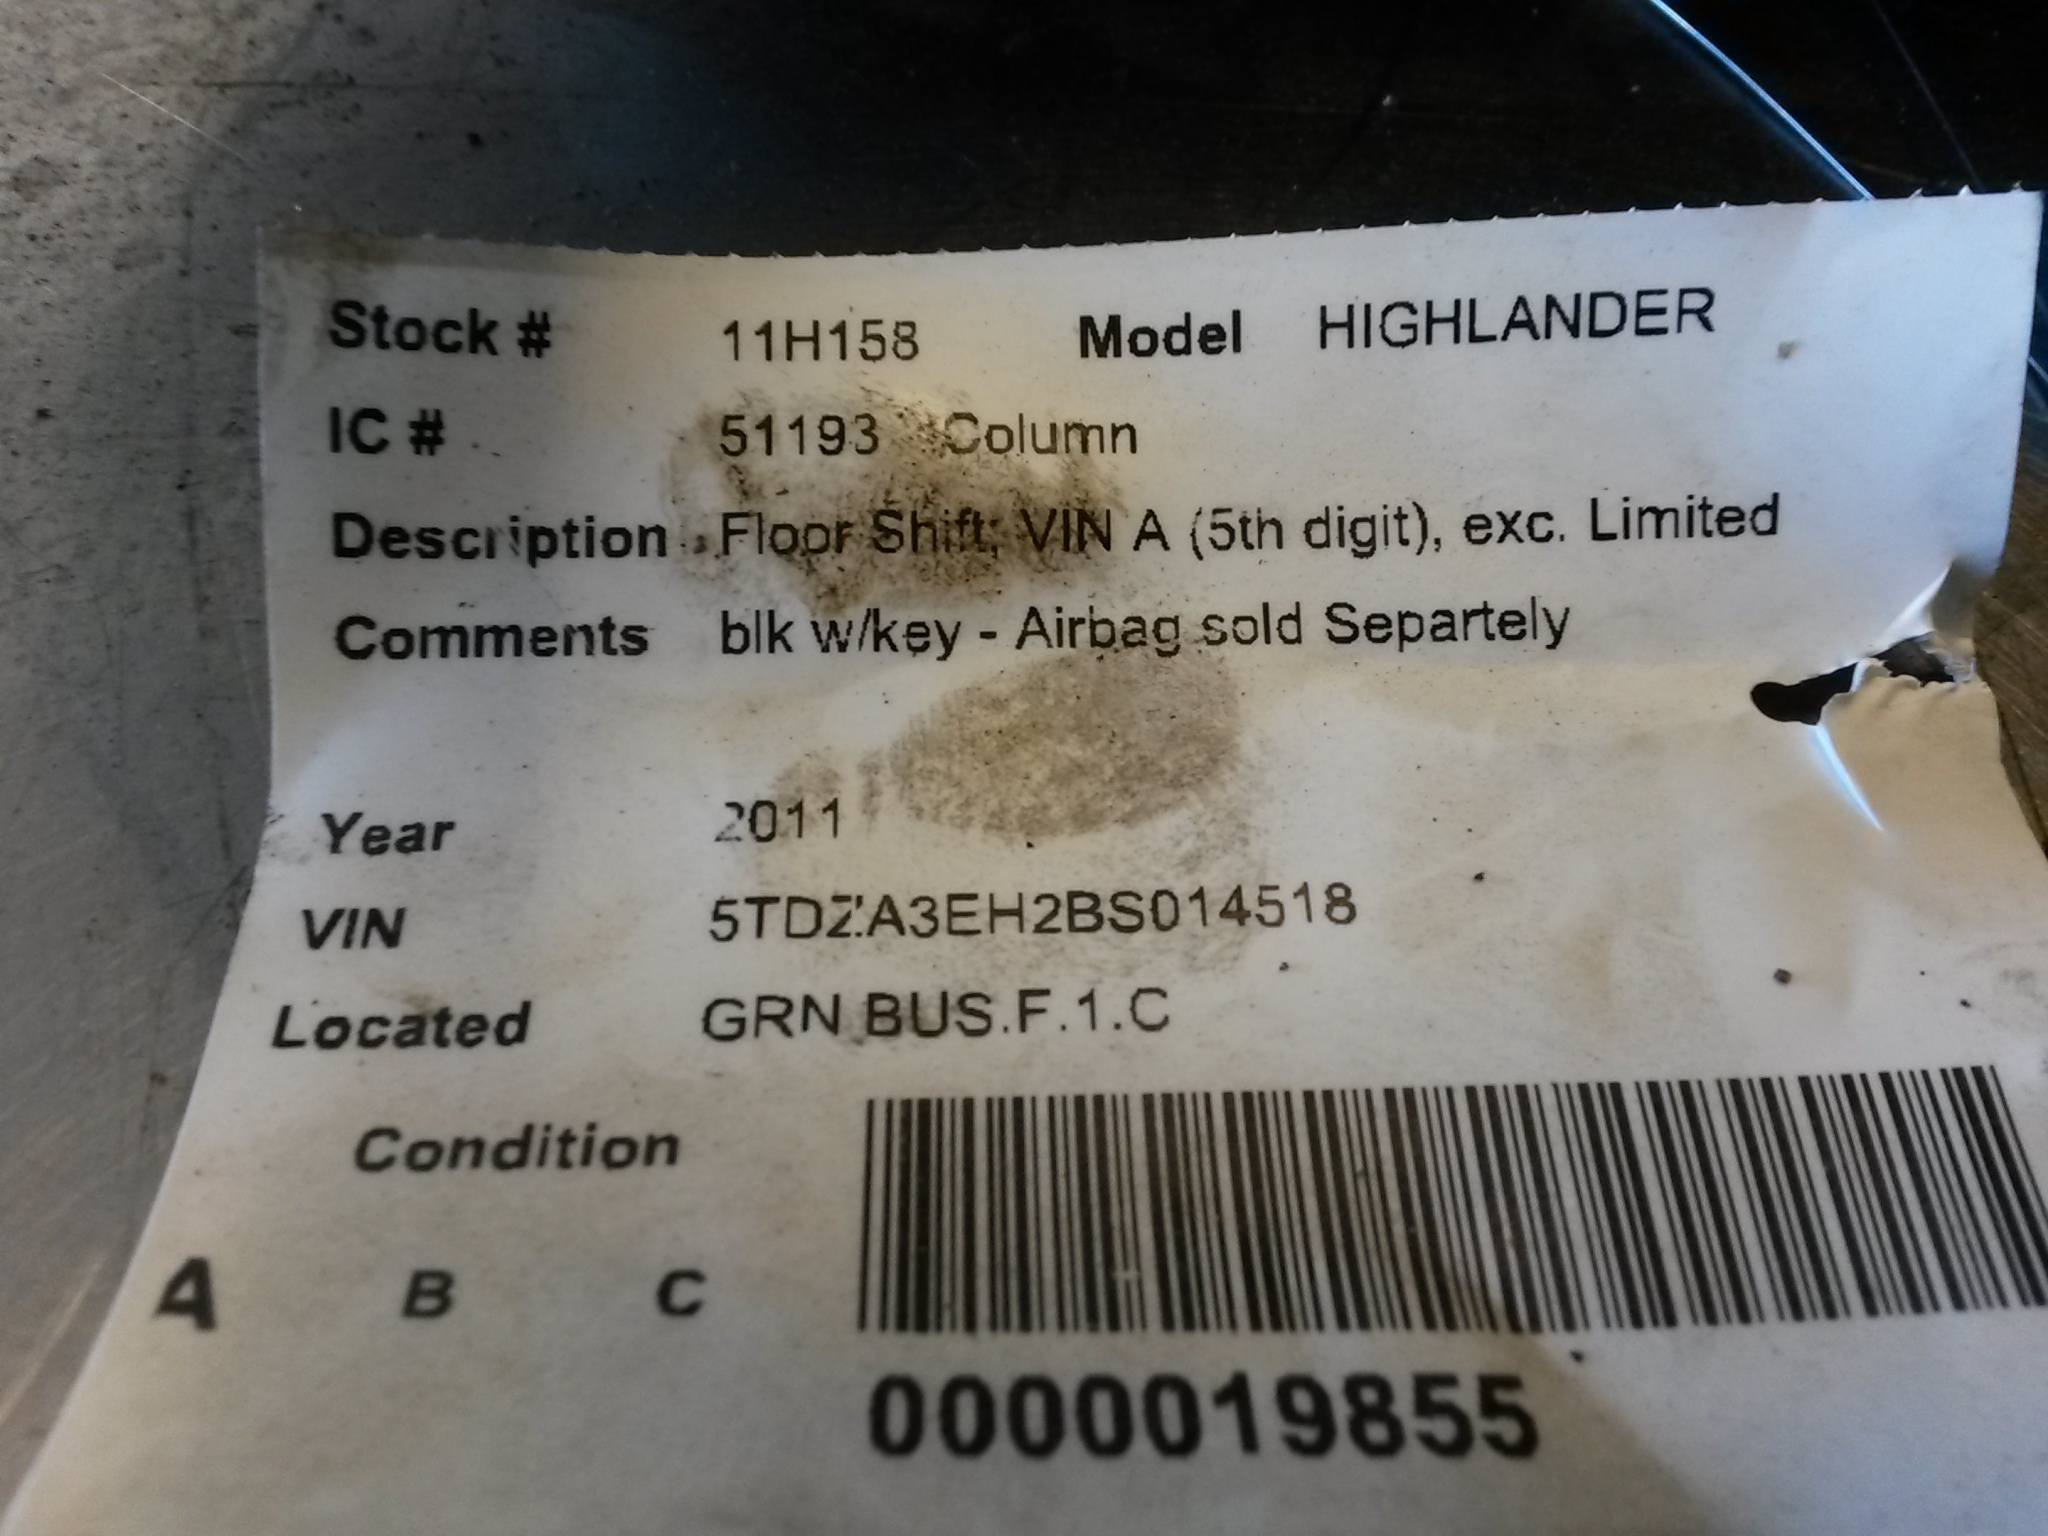 Stock # 11H158 Model HIGHLANDER
IC # 51193 Column
Description Floor Shift; VIN A (5th digit), exc. Limited
Comments blk w/key - Airbag sold Separtely
Year 2011
VIN 5TDZA3EH2BS014518
Located GRN BUS.F.1.C
Condition
A B C
0000019855